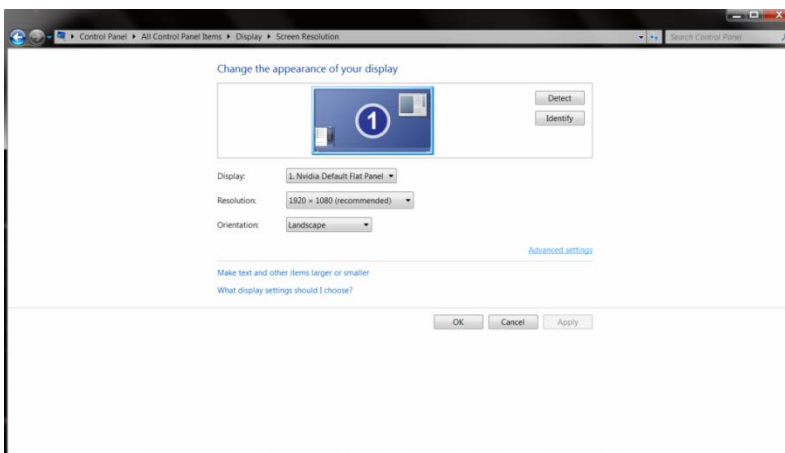 Control Panel ▸ All Control Panel Items ▸ Display ▸ Screen Resolution
Search Control Panel
Change the appearance of your display
1
Detect
Identify
Display: 1. Nvidia Default Flat Panel
Resolution: 1920 × 1080 (recommended)
Orientation: Landscape
Advanced settings
Make text and other items larger or smaller
What display settings should I choose?
OK Cancel Apply